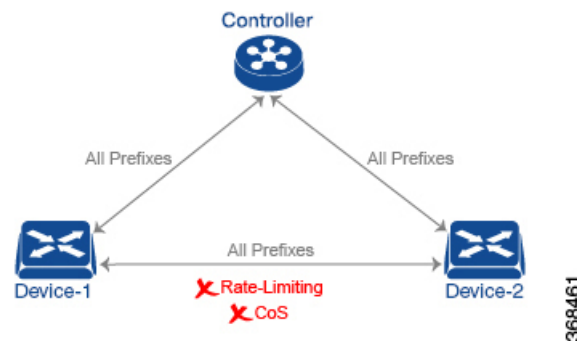 Controller
All Prefixes
All Prefixes
All Prefixes
Device-1
Rate-Limiting
CoS
Device-2
368461